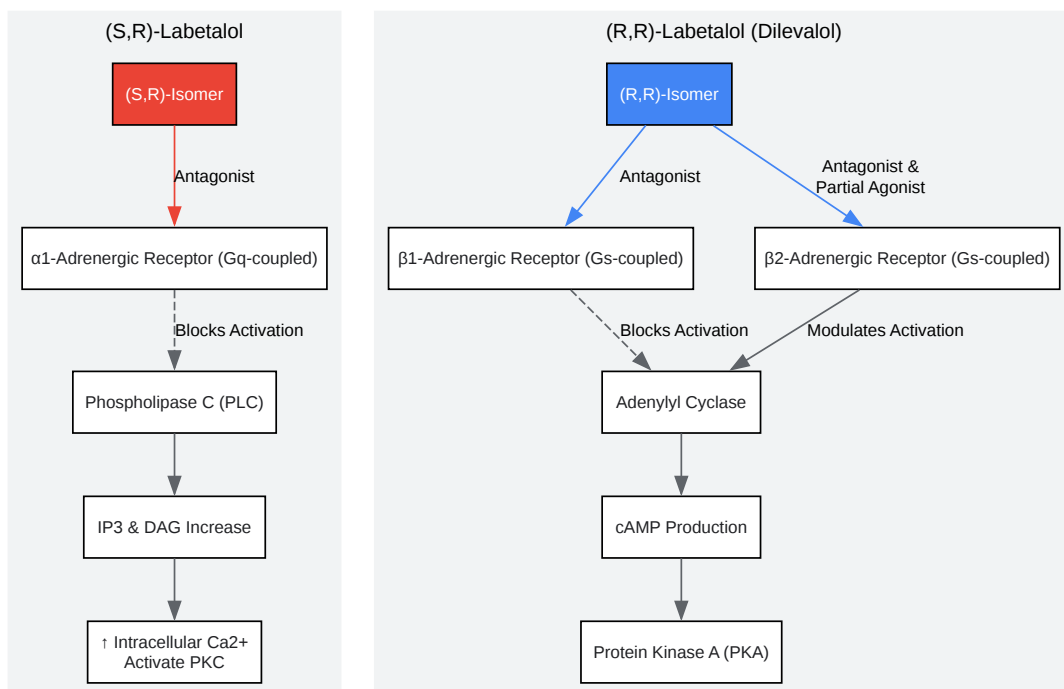 (S,R)-Labetalol
(S,R)-Isomer
Antagonist
α1-Adrenergic Receptor (Gq-coupled)
Blocks Activation
Phospholipase C (PLC)
IP3 & DAG Increase
↑ Intracellular Ca2+
Activate PKC
(R,R)-Labetalol (Dilevalol)
(R,R)-Isomer
Antagonist
Antagonist &
Partial Agonist
β1-Adrenergic Receptor (Gs-coupled)
β2-Adrenergic Receptor (Gs-coupled)
Blocks Activation
Modulates Activation
Adenylyl Cyclase
cAMP Production
Protein Kinase A (PKA)